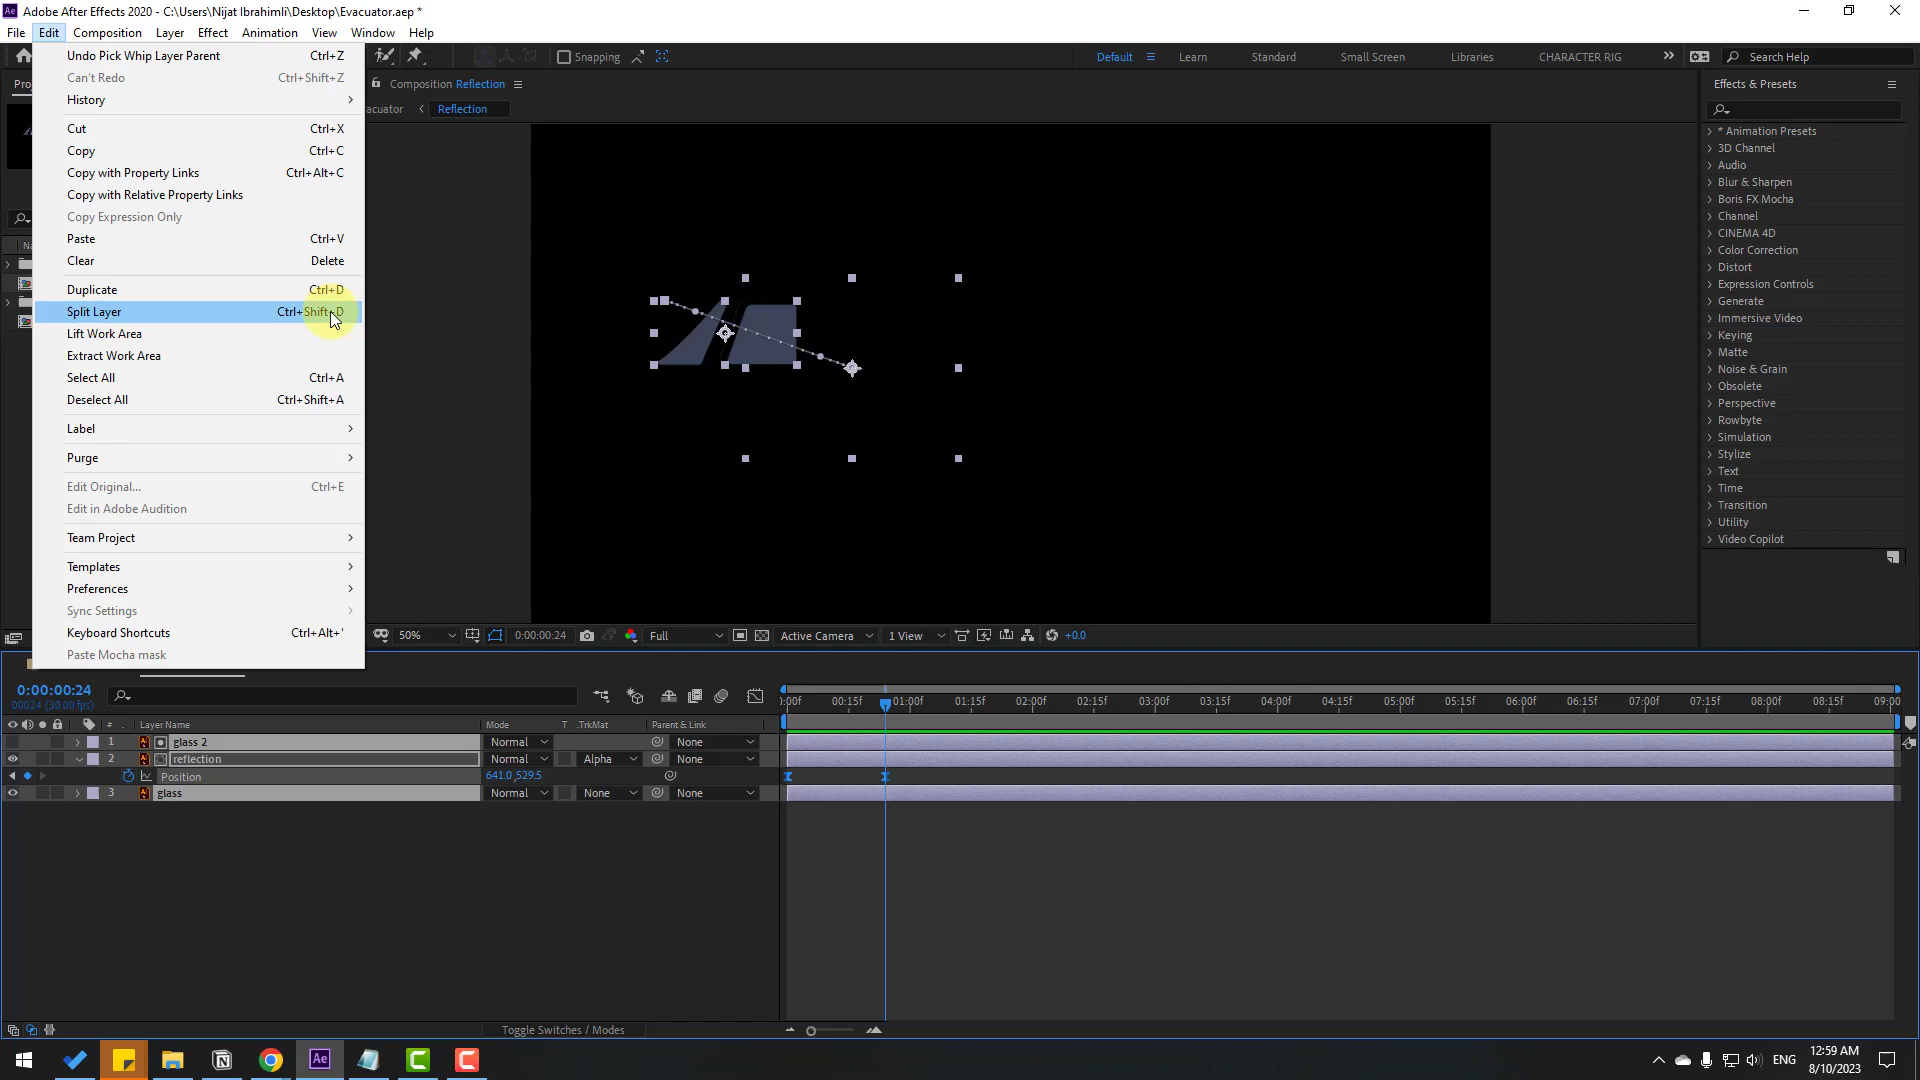 Adobe After Effects 2020 - C:\Users\Nijat Ibrahimli\Desktop\Evacuator.aep *
File Edit Composition Layer Effect Animation View Window Help
Snapping Default Learn Standard Small Screen Libraries CHARACTER RIG Search Help
Undo Pick Whip Layer Parent Ctrl+Z
Can't Redo Ctrl+Shift+Z
History
Cut Ctrl+X
Copy Ctrl+C
Copy with Property Links Ctrl+Alt+C
Copy with Relative Property Links
Copy Expression Only
Paste Ctrl+V
Clear Delete
Duplicate Ctrl+D
Split Layer Ctrl+Shift+D
Lift Work Area
Extract Work Area
Select All Ctrl+A
Deselect All Ctrl+Shift+A
Label
Purge
Edit Original... Ctrl+E
Edit in Adobe Audition
Team Project
Templates
Preferences
Sync Settings
Keyboard Shortcuts Ctrl+Alt+'
Paste Mocha mask
Composition Reflection
acuator Reflection
Effects & Presets
* Animation Presets
3D Channel
Audio
Blur & Sharpen
Boris FX Mocha
Channel
CINEMA 4D
Color Correction
Distort
Expression Controls
Generate
Immersive Video
Keying
Matte
Noise & Grain
Obsolete
Perspective
Rowbyte
Simulation
Stylize
Text
Time
Transition
Utility
Video Copilot
50% 0:00:00:24 Full Active Camera 1 View +0.0
0:00:00:24
00024 (30.00 fps)
:00f 00:15f 01:00f 01:15f 02:00f 02:15f 03:00f 03:15f 04:00f 04:15f 05:00f 05:15f 06:00f 06:15f 07:00f 07:15f 08:00f 08:15f 09:00
# Layer Name Mode T .TrkMat Parent & Link
1 glass 2 Normal None
2 reflection Normal Alpha None
Position 641.0,529.5
3 glass Normal None None
Toggle Switches / Modes
Ae ENG 12:59 AM
8/10/2023